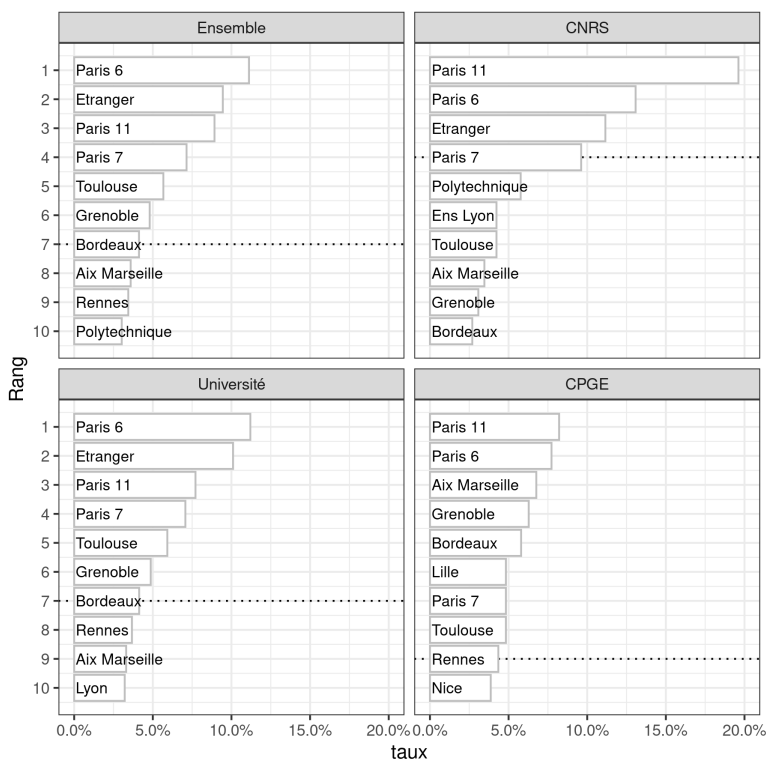 Ensemble
CNRS
1 Paris 6
2 Etranger
3 Paris 11
4 Paris 7
5 Toulouse
6 Grenoble
7 Bordeaux
8 Aix Marseille
9 Rennes
10 Polytechnique
Paris 11
Paris 6
Etranger
Paris 7
Polytechnique
Ens Lyon
Toulouse
Aix Marseille
Grenoble
Bordeaux
Rang
Université
CPGE
1 Paris 6
2 Etranger
3 Paris 11
4 Paris 7
5 Toulouse
6 Grenoble
7 Bordeaux
8 Rennes
9 Aix Marseille
10 Lyon
Paris 11
Paris 6
Aix Marseille
Grenoble
Bordeaux
Lille
Paris 7
Toulouse
Rennes
Nice
0.0% 5.0% 10.0% 15.0% 20.0% 0.0% 5.0% 10.0% 15.0% 20.0%
taux